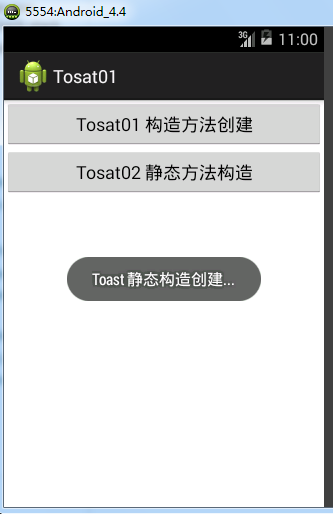 5554:Android_4.4
3G 11:00
Tosat01
Tosat01 构造方法创建
Tosat02 静态方法构造
Toast 静态构造创建...